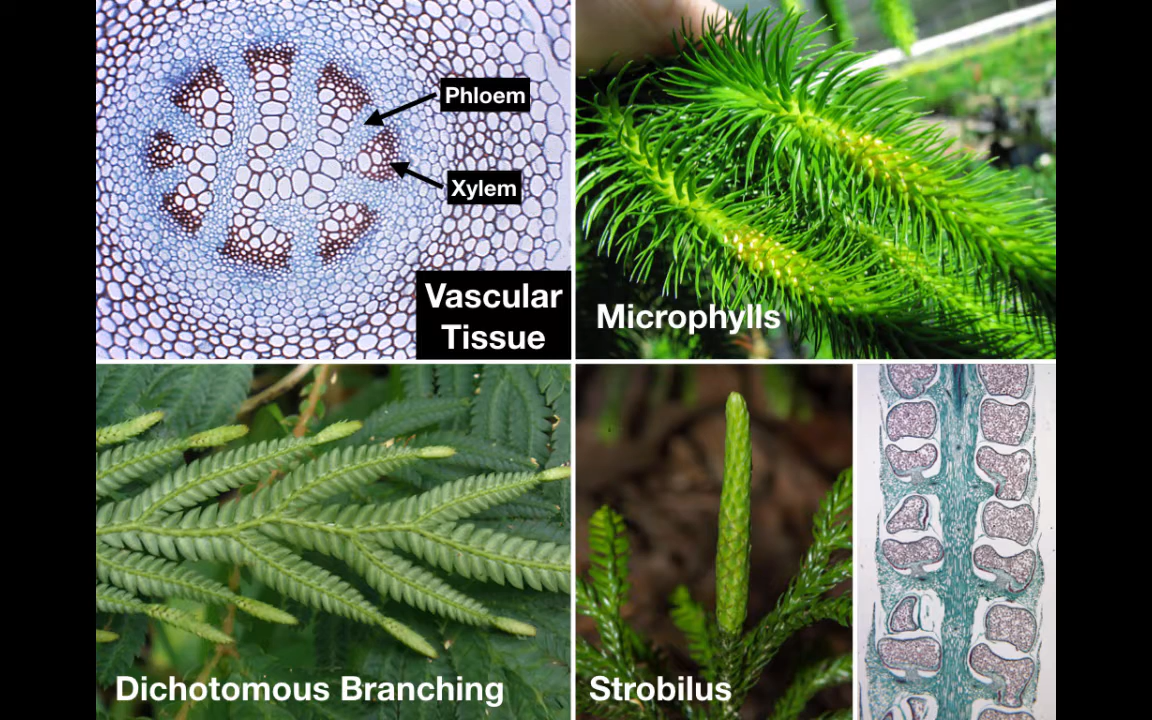 Phloem
Xylem
Vascular
Tissue
Microphylls
Dichotomous Branching
Strobilus